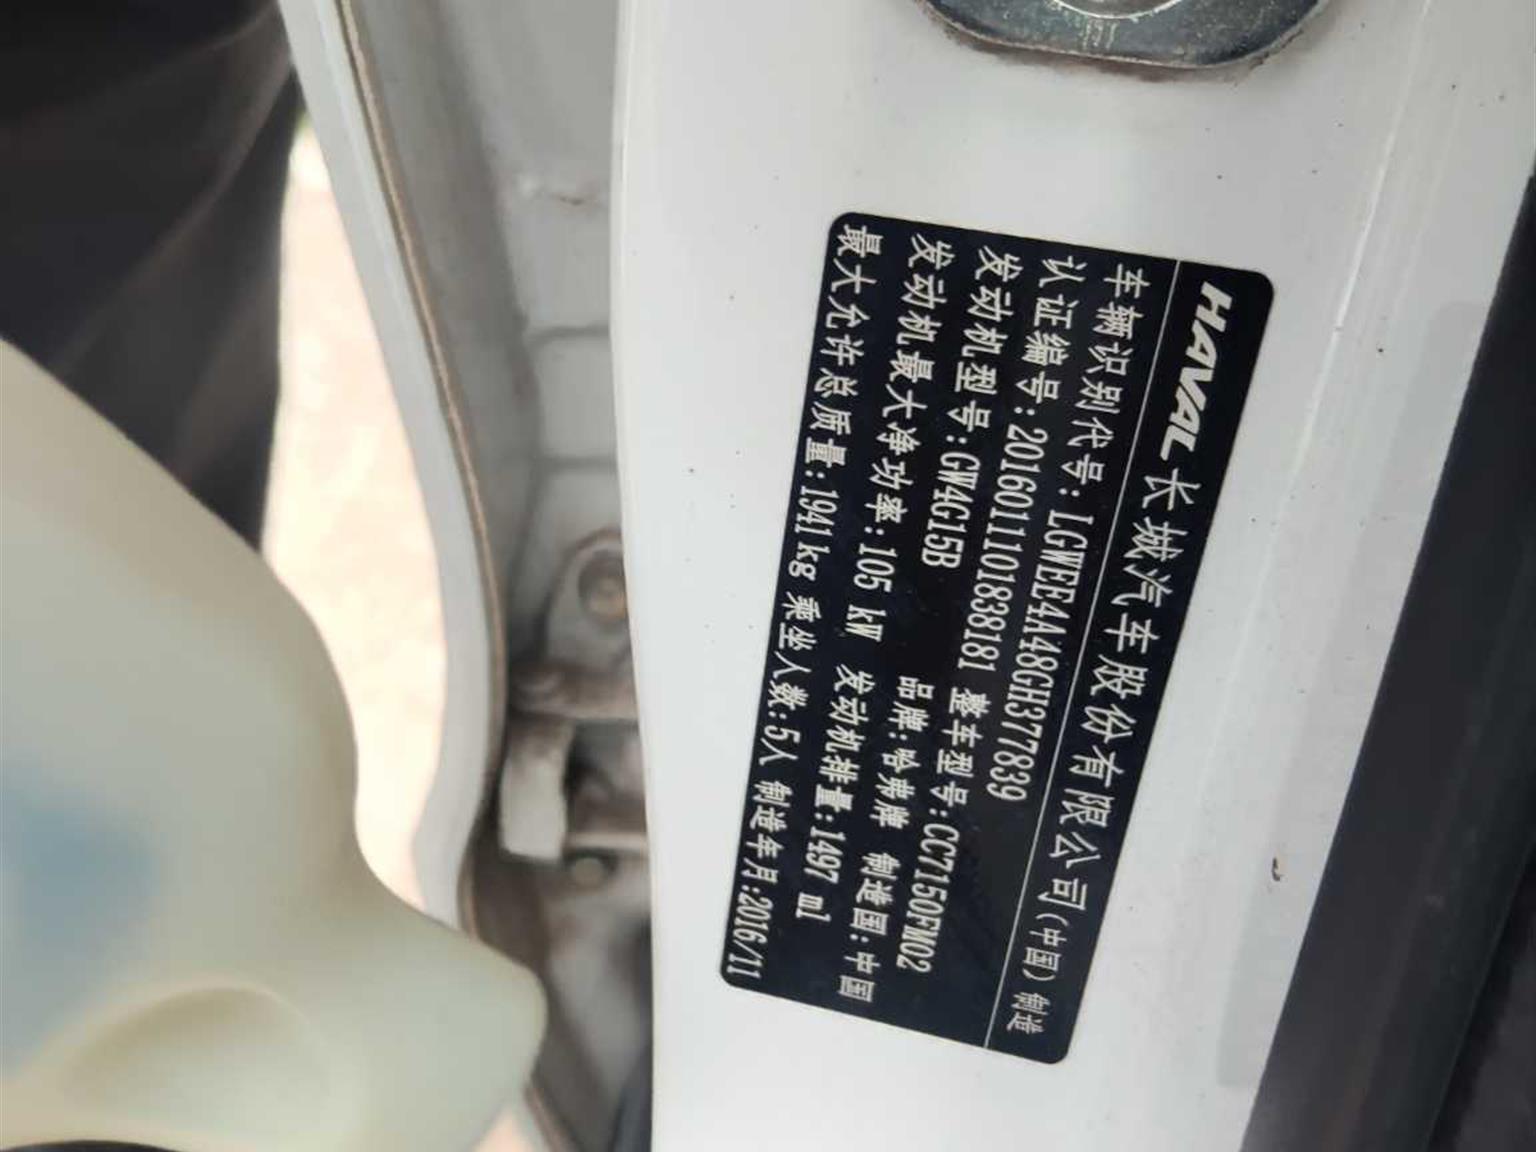 HAVAL 长城汽车股份有限公司(中国)制造
车辆识别代号:LGWEE4A48GH377839
认证编号:2016011101838181 整车型号:CC7150FM02
发动机型号:GW4G15B 品牌:哈弗牌 制造国:中国
发动机最大净功率:105 kW 发动机排量:1497 ml
最大允许总质量:1941kg 乘坐人数:5人 制造年月:2016/11